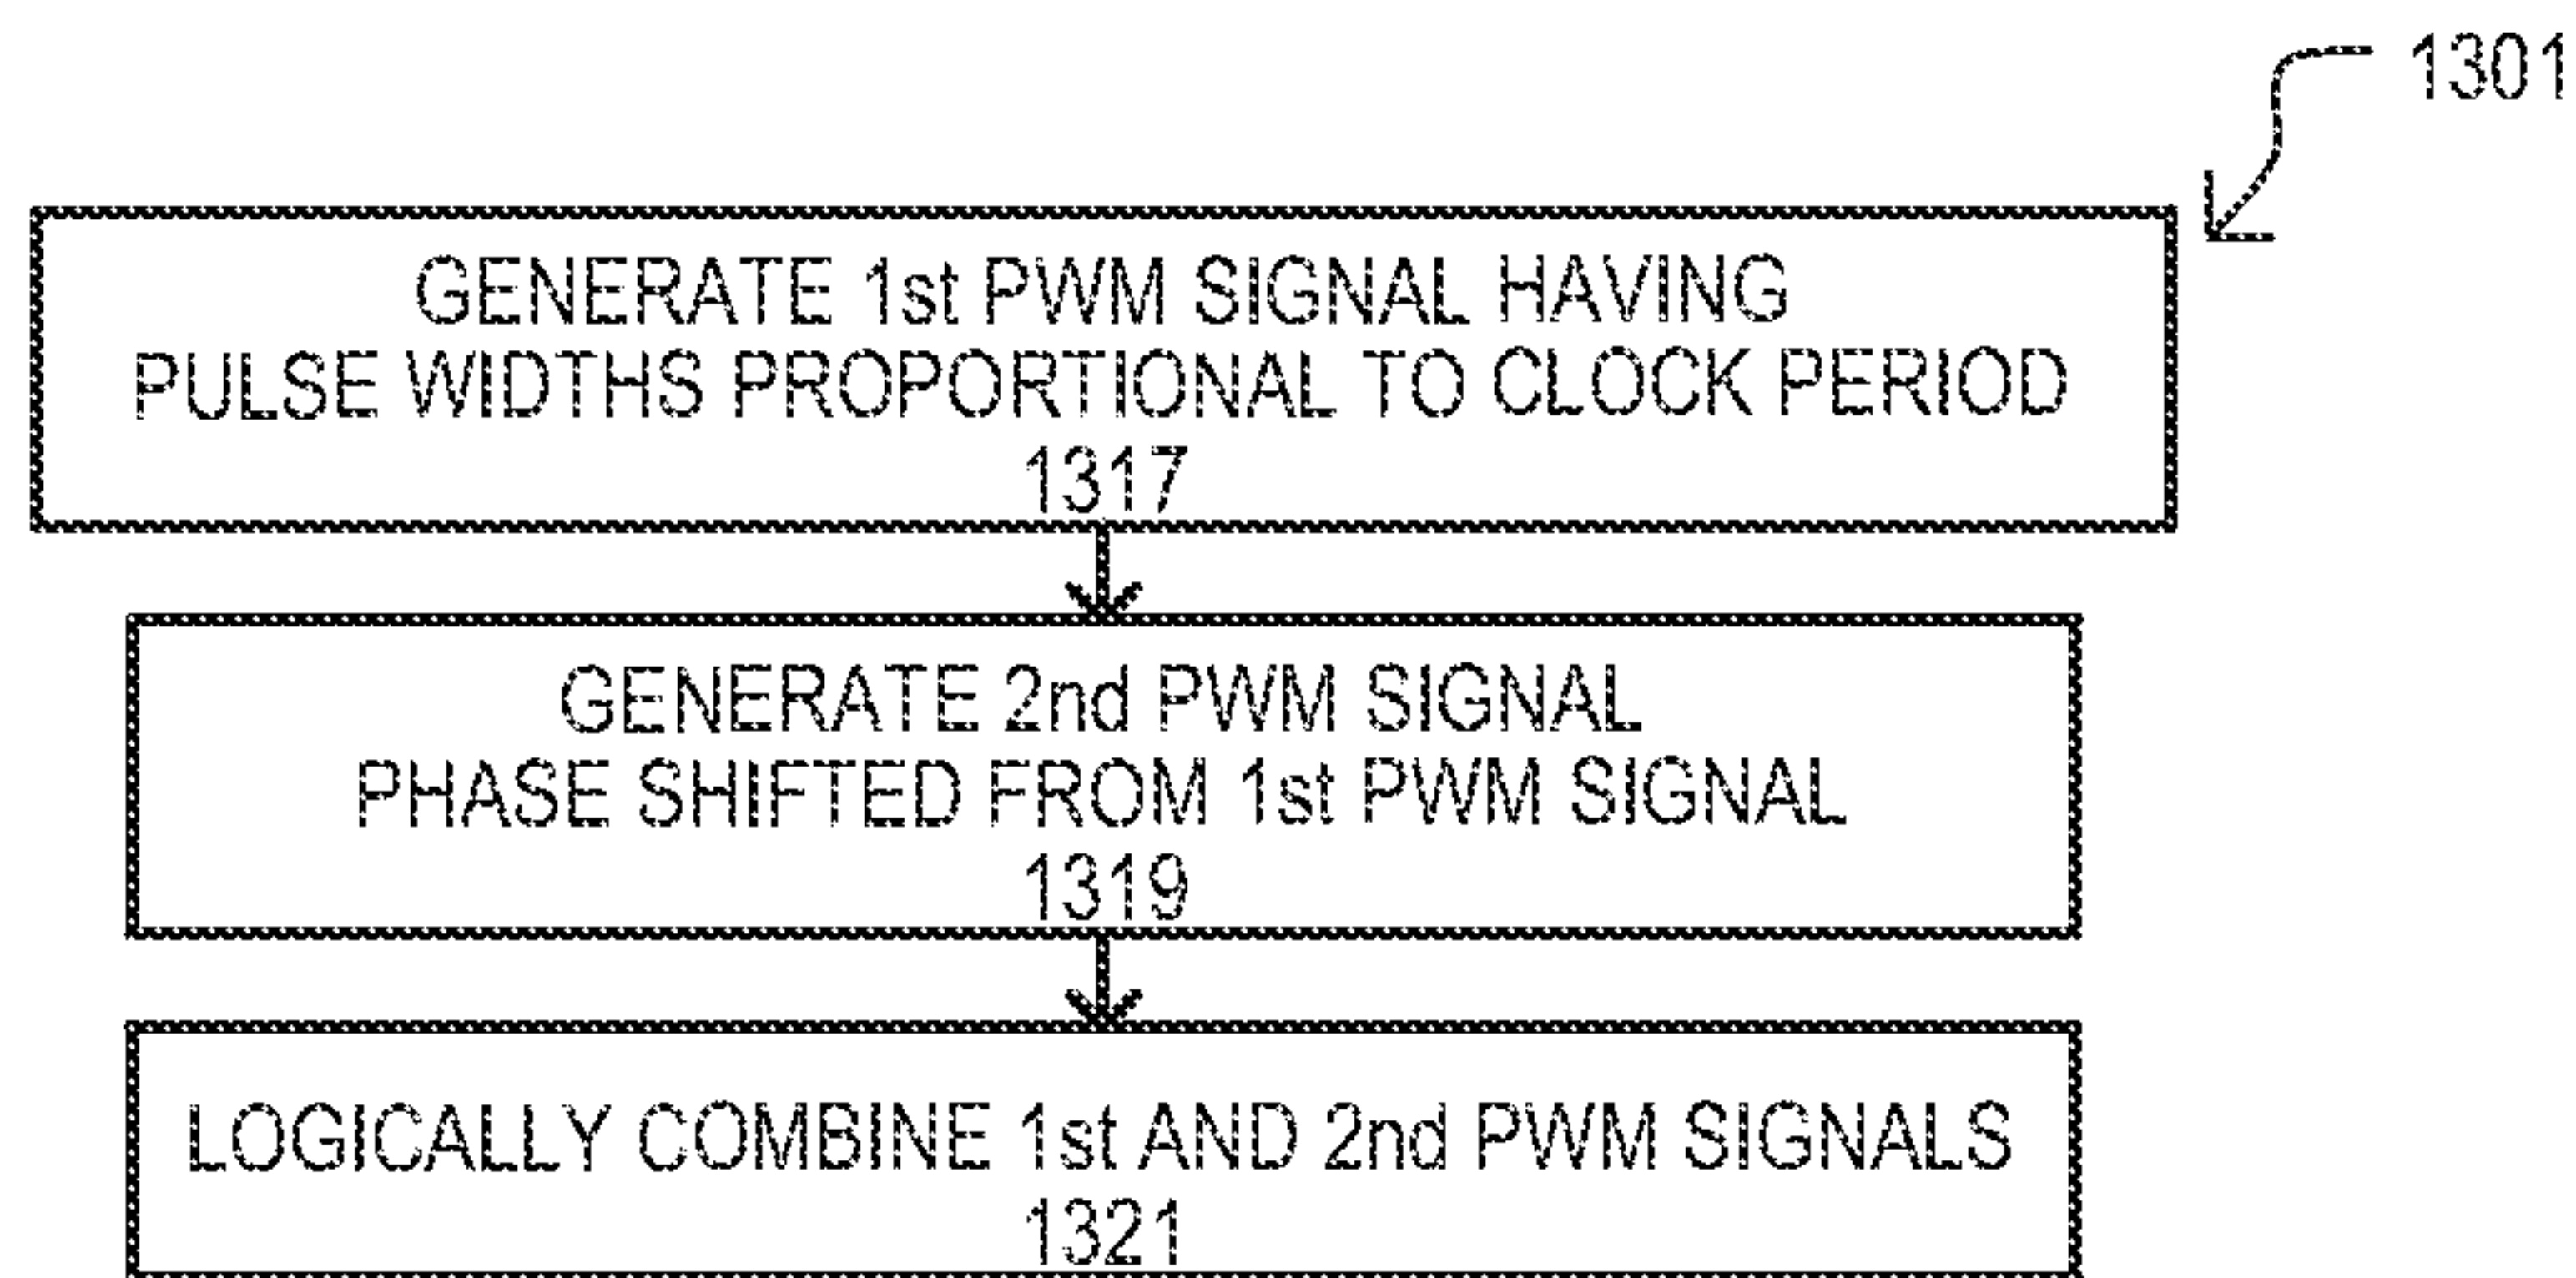 1301
GENERATE 1st PWM SIGNAL HAVING
PULSE WIDTHS PROPORTIONAL TO CLOCK PERIOD
1317
GENERATE 2nd PWM SIGNAL
PHASE SHIFTED FROM 1st PWM SIGNAL
1319
LOGICALLY COMBINE 1st AND 2nd PWM SIGNALS
1321